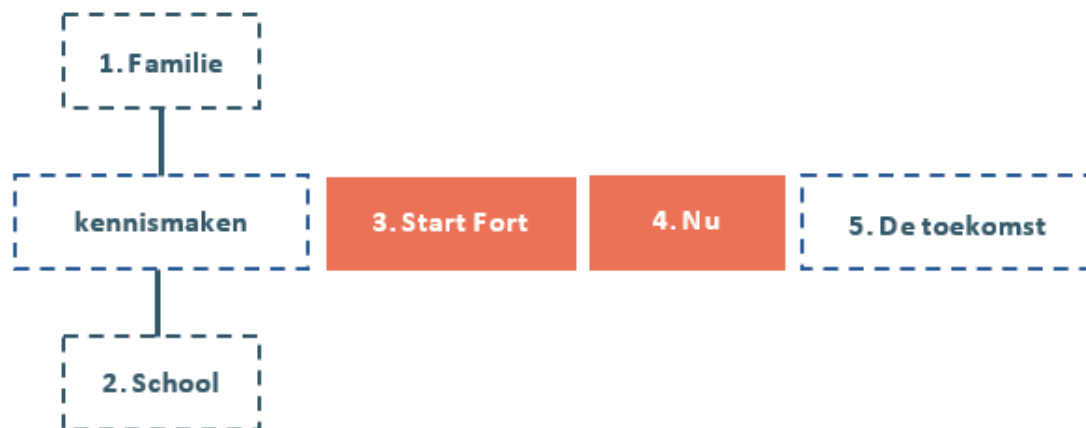 1. Familie
kennismaken
3. Start Fort
4. Nu
5. De toekomst
2. School